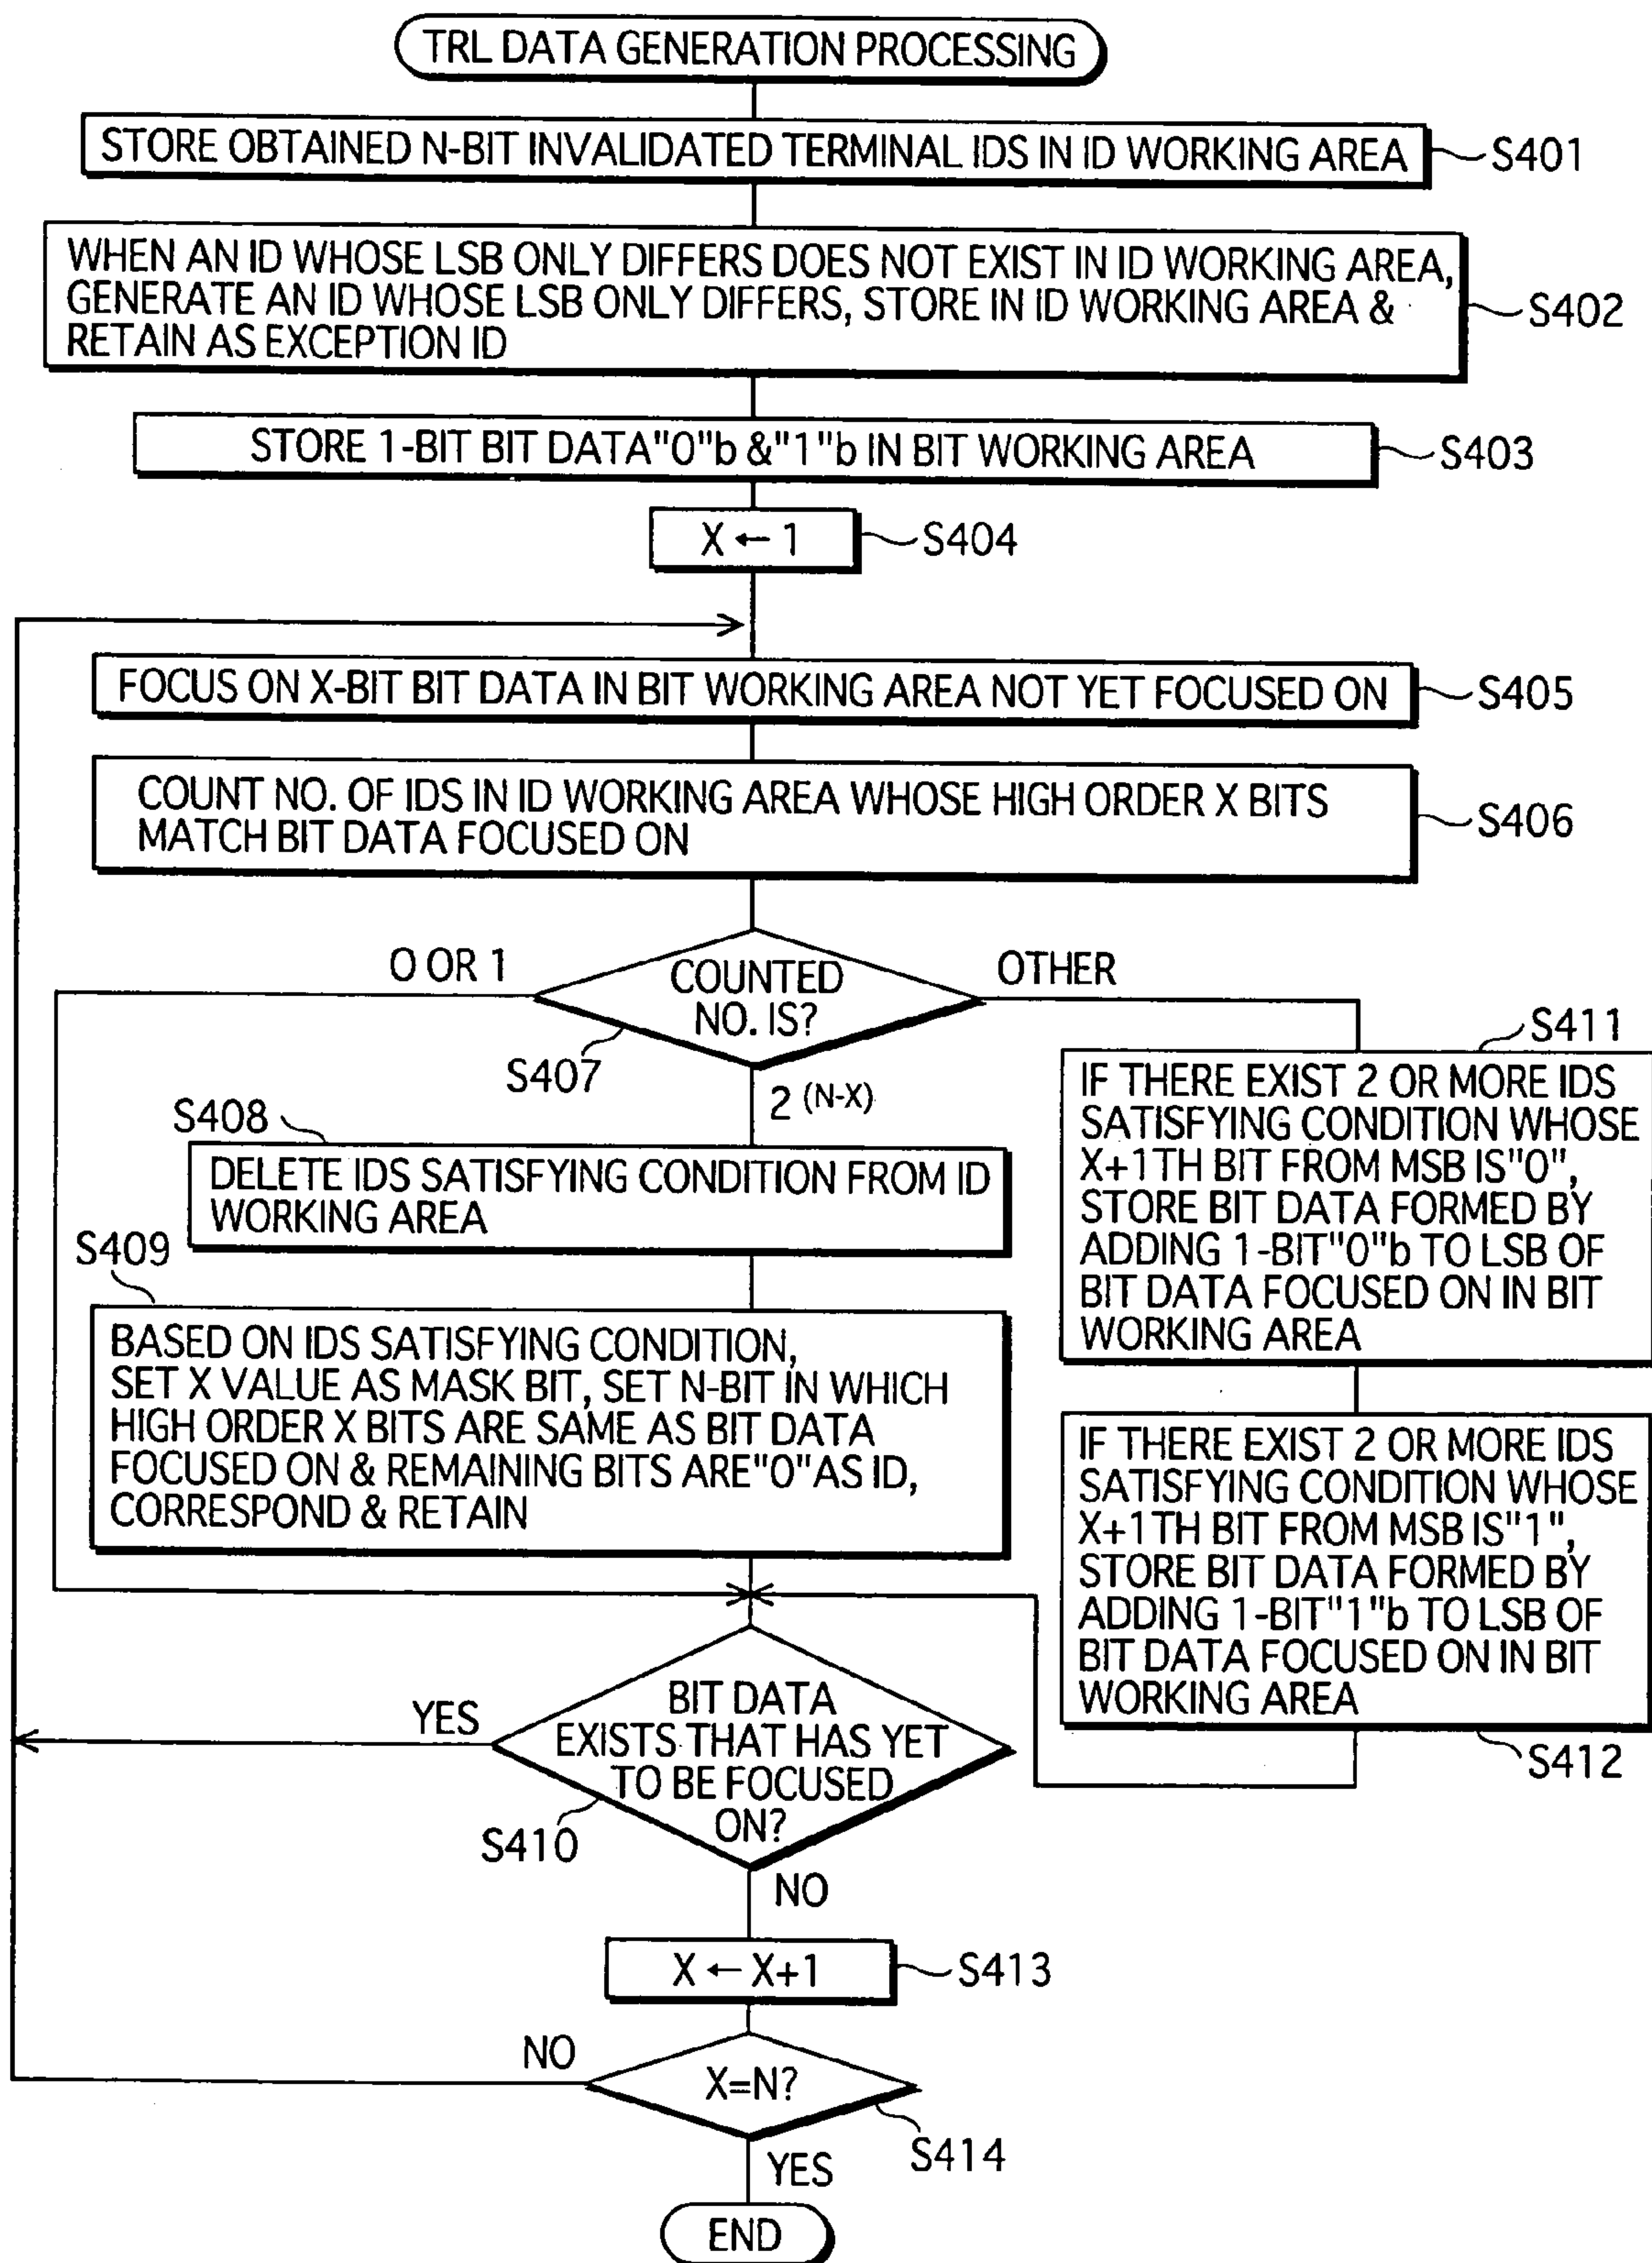 TRL DATA GENERATION PROCESSING
STORE OBTAINED N-BIT INVALIDATED TERMINAL IDS IN ID WORKING AREA
S401
WHEN AN ID WHOSE LSB ONLY DIFFERS DOES NOT EXIST IN ID WORKING AREA,
GENERATE AN ID WHOSE LSB ONLY DIFFERS, STORE IN ID WORKING AREA &
RETAIN AS EXCEPTION ID
S402
STORE 1-BIT BIT DATA"0"b &"1"b IN BIT WORKING AREA
S403
X ← 1
S404
FOCUS ON X-BIT BIT DATA IN BIT WORKING AREA NOT YET FOCUSED ON
S405
COUNT NO. OF IDS IN ID WORKING AREA WHOSE HIGH ORDER X BITS
MATCH BIT DATA FOCUSED ON
S406
0 OR 1
COUNTED
NO. IS?
OTHER
S407
2 (N-X)
S408
DELETE IDS SATISFYING CONDITION FROM ID
WORKING AREA
S409
BASED ON IDS SATISFYING CONDITION,
SET X VALUE AS MASK BIT, SET N-BIT IN WHICH
HIGH ORDER X BITS ARE SAME AS BIT DATA
FOCUSED ON & REMAINING BITS ARE"0"AS ID,
CORRESPOND & RETAIN
S411
IF THERE EXIST 2 OR MORE IDS
SATISFYING CONDITION WHOSE
X+1TH BIT FROM MSB IS"0",
STORE BIT DATA FORMED BY
ADDING 1-BIT"0"b TO LSB OF
BIT DATA FOCUSED ON IN BIT
WORKING AREA
IF THERE EXIST 2 OR MORE IDS
SATISFYING CONDITION WHOSE
X+1TH BIT FROM MSB IS"1",
STORE BIT DATA FORMED BY
ADDING 1-BIT"1"b TO LSB OF
BIT DATA FOCUSED ON IN BIT
WORKING AREA
S412
YES
BIT DATA
EXISTS THAT HAS YET
TO BE FOCUSED
ON?
S410
NO
X ← X+1
S413
NO
X=N?
S414
YES
END